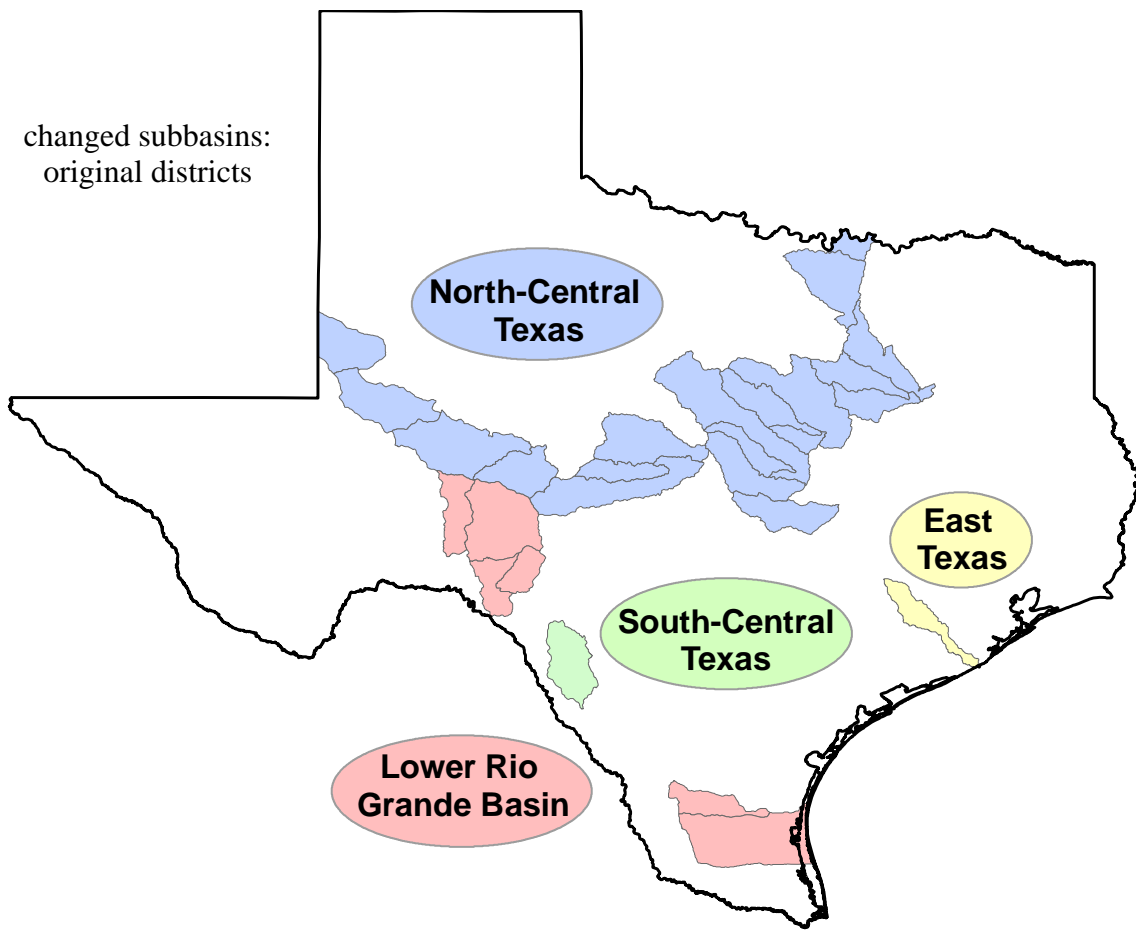 changed subbasins:
original districts
North-Central
Texas
East
Texas
South-Central
Texas
Lower Rio
Grande Basin